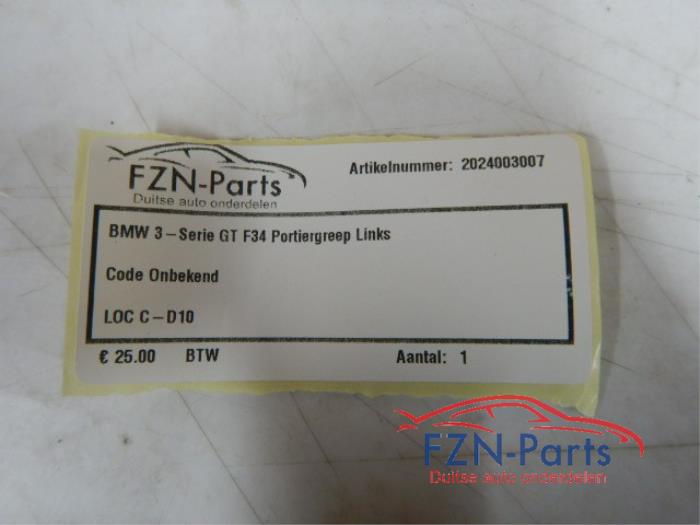 FZN-Parts
Duitse auto onderdelen
Artikelnummer: 2024003007
BMW 3-Serie GT F34 Portiergreep Links
Code Onbekend
LOC C-D10
€ 25.00 BTW Aantal: 1
FZN-Parts
Duitse auto onderdelen